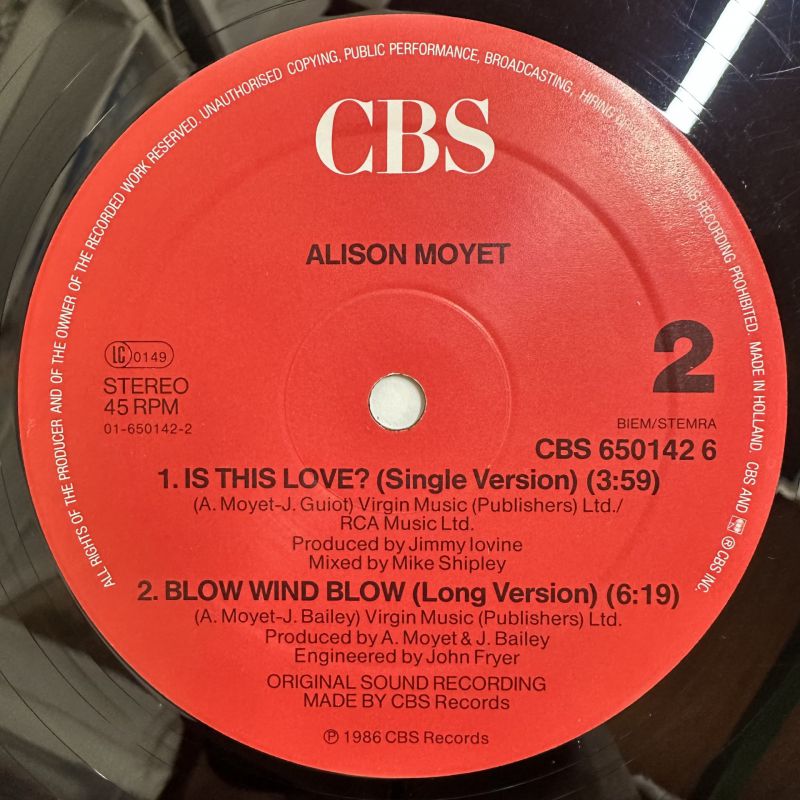 ALL RIGHTS OF THE PRODUCER AND OF THE OWNER OF THE RECORDED WORK RESERVED. UNAUTHORISED COPYING, PUBLIC PERFORMANCE, BROADCASTING, HIRING
RECORDING PROHIBITED. MADE IN HOLLAND. CBS AND ℗ CBS INC.
CBS
ALISON MOYET
LC 0149
STEREO
45 RPM
01-650142-2
2
BIEM/STEMRA
CBS 650142 6
1. IS THIS LOVE? (Single Version) (3:59)
(A. Moyet-J. Guiot) Virgin Music (Publishers) Ltd./
RCA Music Ltd.
Produced by Jimmy Iovine
Mixed by Mike Shipley
2. BLOW WIND BLOW (Long Version) (6:19)
(A. Moyet-J. Bailey) Virgin Music (Publishers) Ltd.
Produced by A. Moyet & J. Bailey
Engineered by John Fryer
ORIGINAL SOUND RECORDING
MADE BY CBS Records
℗ 1986 CBS Records